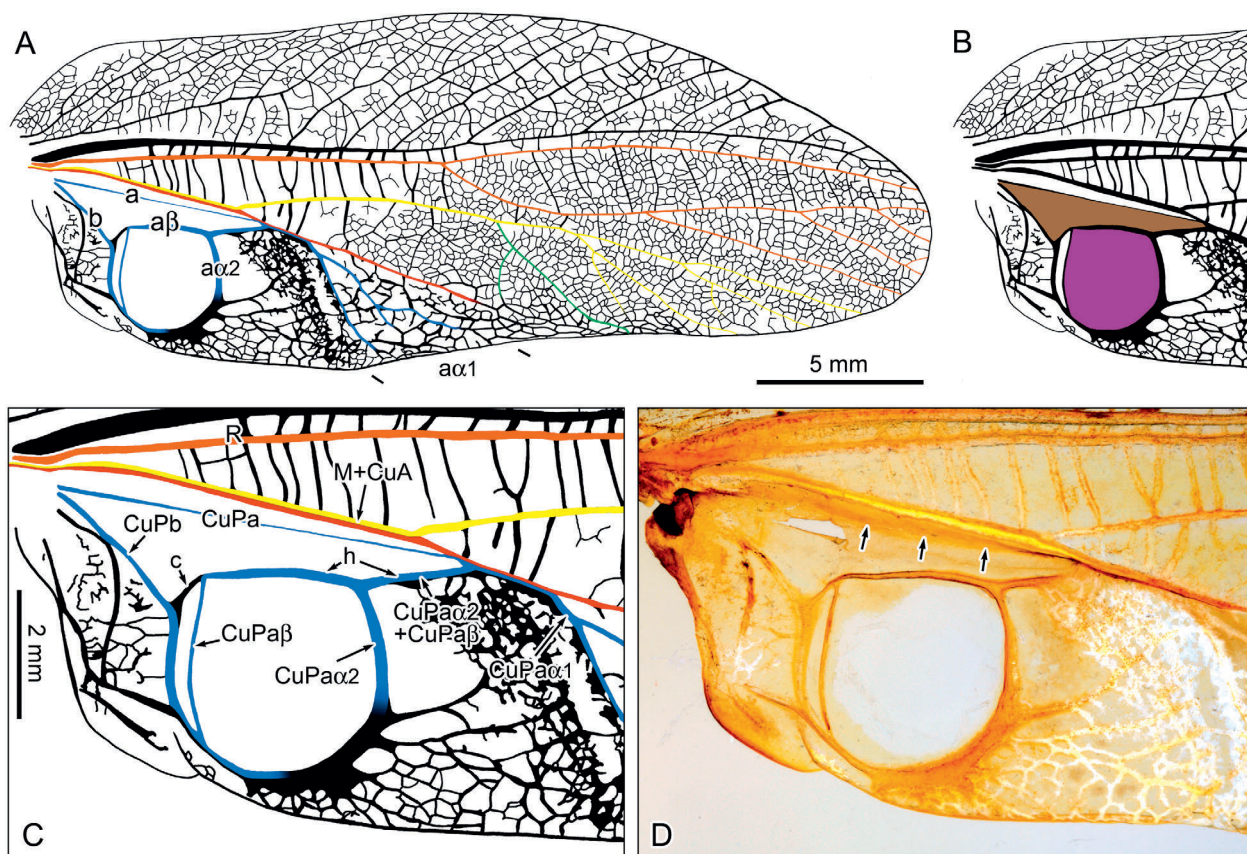 A
B
a
b
aβ
aα2
aα1
5 mm
R
M+CuA
CuPb
CuPa
c
h
CuPaα2
+CuPaβ
CuPaβ
CuPaα2
CuPaα1
2 mm
C
D